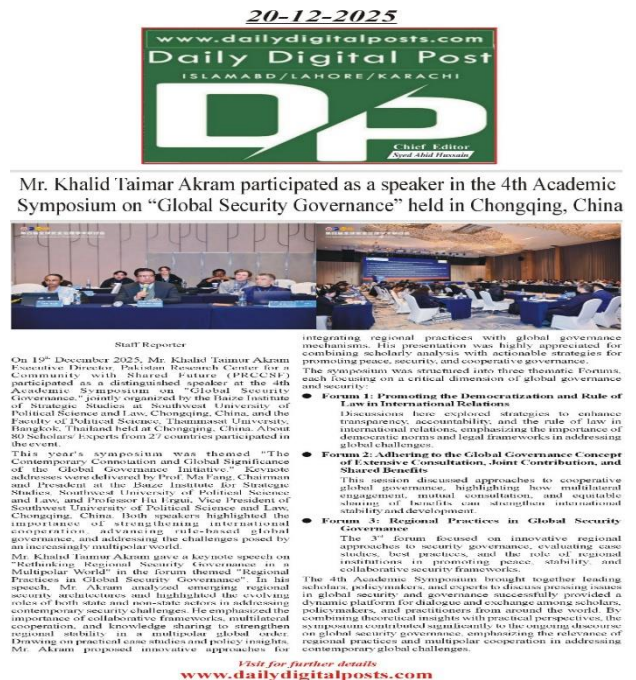 20-12-2025
www.dailydigitalposts.com
Daily Digital Post
ISLAMABD/LAHORE/KARACHI
DP
Chief Editor
Syed Abid Hussain
Mr. Khalid Taimar Akram participated as a speaker in the 4th Academic
Symposium on “Global Security Governance” held in Chongqing, China
Staff Reporter
On 19th December 2025, Mr. Khalid Taimur Akram
Executive Director, Pakistan Research Center for a
Community with Shared Future (PRCCSF)
participated as a distinguished speaker at the 4th
Academic Symposium on "Global Security
Governance," jointly organized by the Baize Institute
of Strategic Studies at Southwest University of
Political Science and Law, Chongqing, China, and the
Faculty of Political Science, Thammasat University,
Bangkok, Thailand held at Chongqing, China. About
80 Scholars/ Experts from 27 countries participated in
the event.
This year's symposium was themed "The
Contemporary Connotation and Global Significance
of the Global Governance Initiative." Keynote
addresses were delivered by Prof. Ma Fang, Chairman
and President at the Baize Institute for Strategic
Studies, Southwest University of Political Science
and Law, and Professor Hu Ergui, Vice President of
Southwest University of Political Science and Law,
Chongqing, China. Both speakers highlighted the
importance of strengthening international
cooperation, advancing rule-based global
governance, and addressing the challenges posed by
an increasingly multipolar world.
Mr. Khalid Taimur Akram gave a keynote speech on
"Rethinking Regional Security Governance in a
Multipolar World" in the forum themed "Regional
Practices in Global Security Governance". In his
speech, Mr. Akram analyzed emerging regional
security architectures and highlighted the evolving
roles of both state and non-state actors in addressing
contemporary security challenges. He emphasized the
importance of collaborative frameworks, multilateral
cooperation, and knowledge sharing to strengthen
regional stability in a multipolar global order.
Drawing on practical case studies and policy insights,
Mr. Akram proposed innovative approaches for
integrating regional practices with global governance
mechanisms. His presentation was highly appreciated for
combining scholarly analysis with actionable strategies for
promoting peace, security, and cooperative governance.
The symposium was structured into three thematic Forums,
each focusing on a critical dimension of global governance
and security:
● Forum 1: Promoting the Democratization and Rule of
Law in International Relations
Discussions here explored strategies to enhance
transparency, accountability, and the rule of law in
international relations, emphasizing the importance of
democratic norms and legal frameworks in addressing
global challenges.
● Forum 2: Adhering to the Global Governance Concept
of Extensive Consultation, Joint Contribution, and
Shared Benefits
This session discussed approaches to cooperative
global governance, highlighting how multilateral
engagement, mutual consultation, and equitable
sharing of benefits can strengthen international
stability and development.
● Forum 3: Regional Practices in Global Security
Governance
The 3rd forum focused on innovative regional
approaches to security governance, evaluating case
studies, best practices, and the role of regional
institutions in promoting peace, stability, and
collaborative security frameworks.
The 4th Academic Symposium brought together leading
scholars, policymakers, and experts to discuss pressing issues
in global security and governance successfully provided a
dynamic platform for dialogue and exchange among scholars,
policymakers, and practitioners from around the world. By
combining theoretical insights with practical perspectives, the
symposium contributed significantly to the ongoing discourse
on global security governance, emphasizing the relevance of
regional practices and multipolar cooperation in addressing
contemporary global challenges.
Visit for further details
www.dailydigitalposts.com